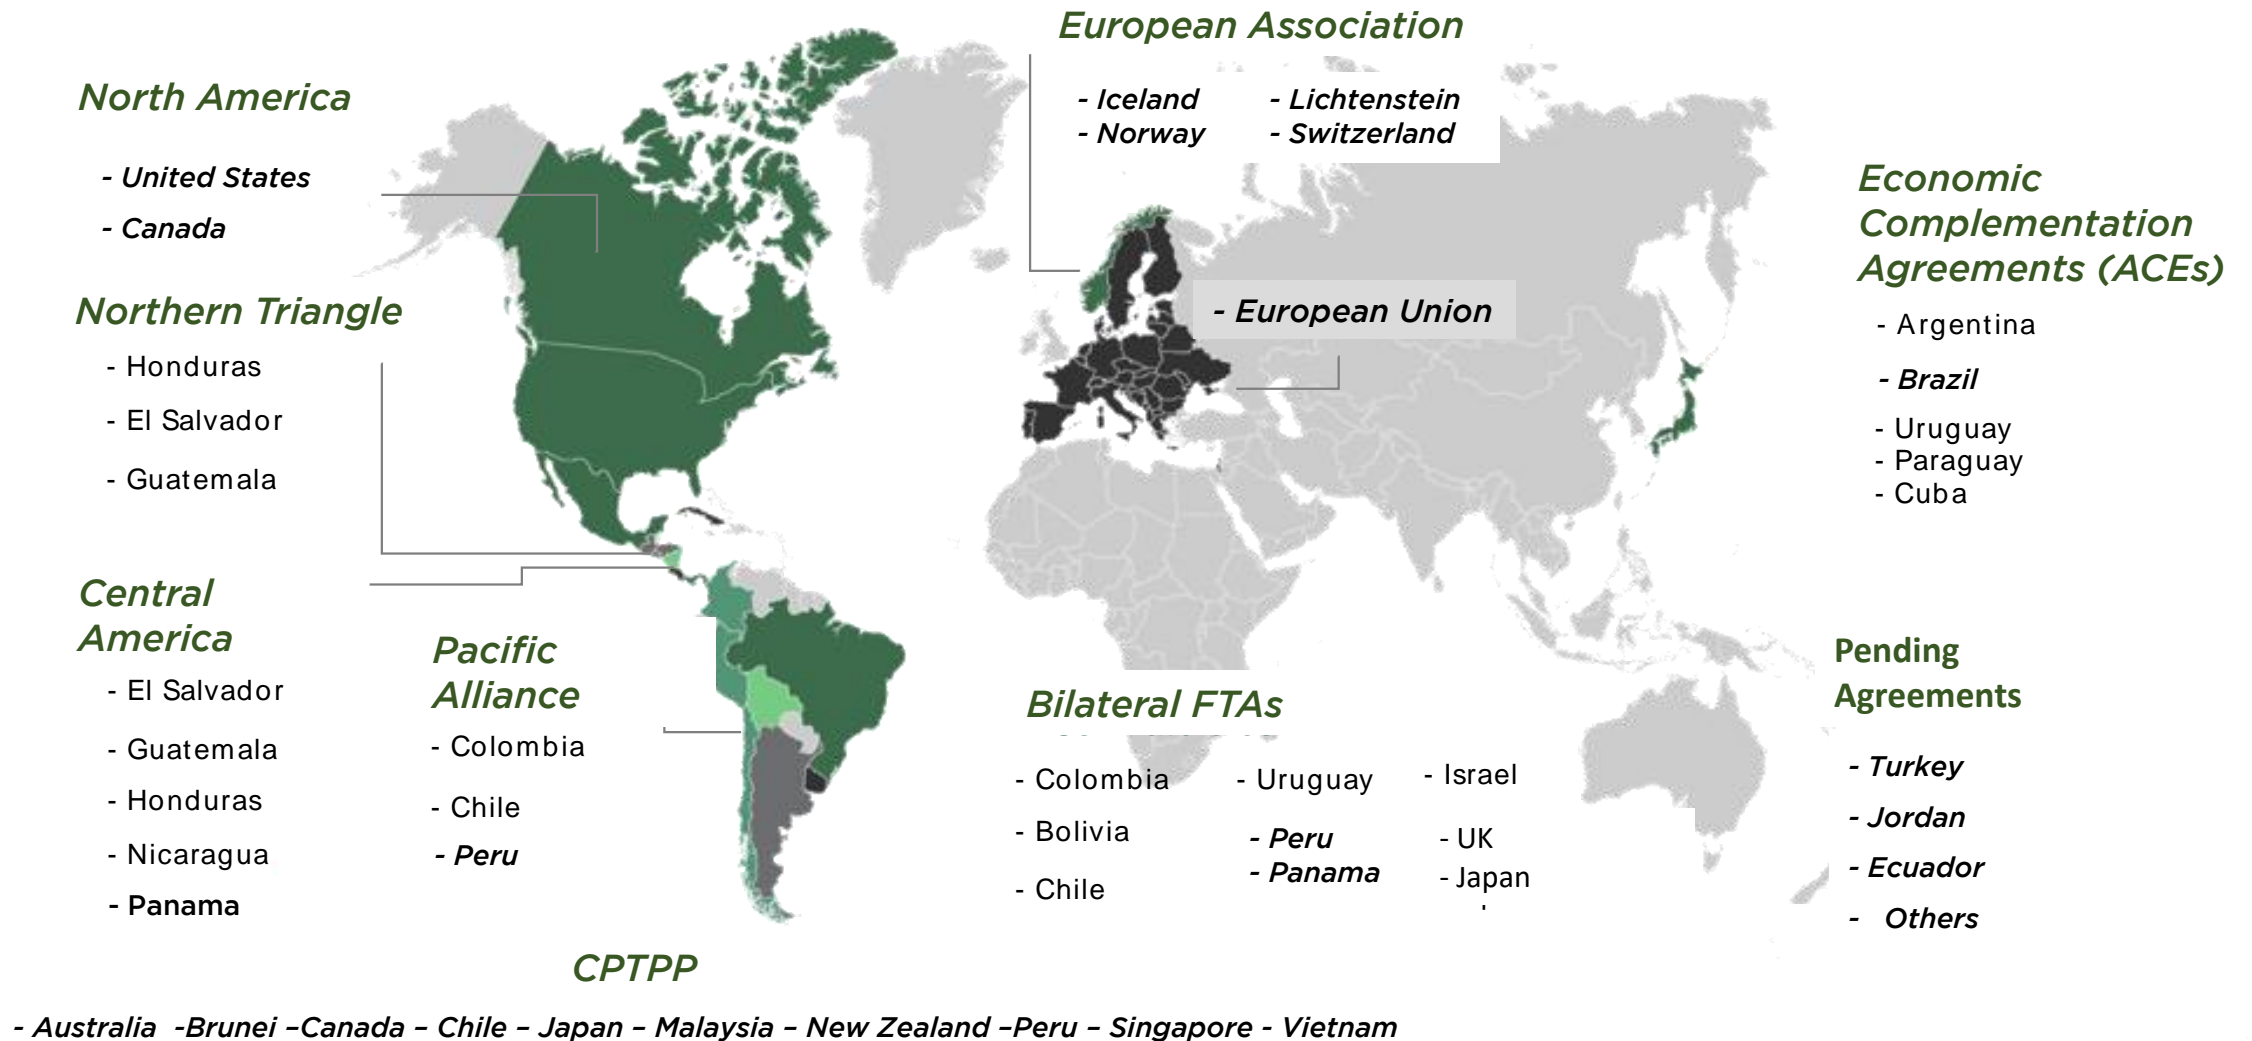 European Association
- Iceland
- Norway
- Lichtenstein
- Switzerland
North America
- United States
- Canada
Northern Triangle
- Honduras
- El Salvador
- Guatemala
Central
America
- El Salvador
- Guatemala
- Honduras
- Nicaragua
- Panama
Pacific
Alliance
- Colombia
- Chile
- Peru
- European Union
Economic
Complementation
Agreements (ACEs)
- Argentina
- Brazil
- Uruguay
- Paraguay
- Cuba
Bilateral FTAs
- Colombia
- Bolivia
- Chile
- Uruguay
- Peru
- Panama
- Israel
- UK
- Japan
Pending
Agreements
- Turkey
- Jordan
- Ecuador
- Others
CPTPP
- Australia -Brunei –Canada – Chile – Japan – Malaysia – New Zealand –Peru – Singapore - Vietnam